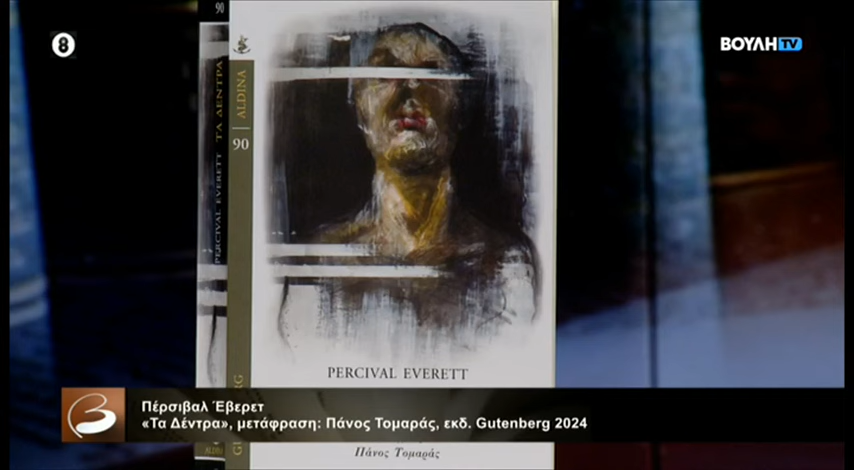 8
ΒΟΥΛΗ TV
90
ΤΑ ΔΕΝΤΡΑ
PERCIVAL EVERETT
ALDINA
90
PERCIVAL EVERETT
Πέρσιβαλ Έβερετ
«Τα Δέντρα», μετάφραση: Πάνος Τομαράς, εκδ. Gutenberg 2024
Πάνος Τομαράς